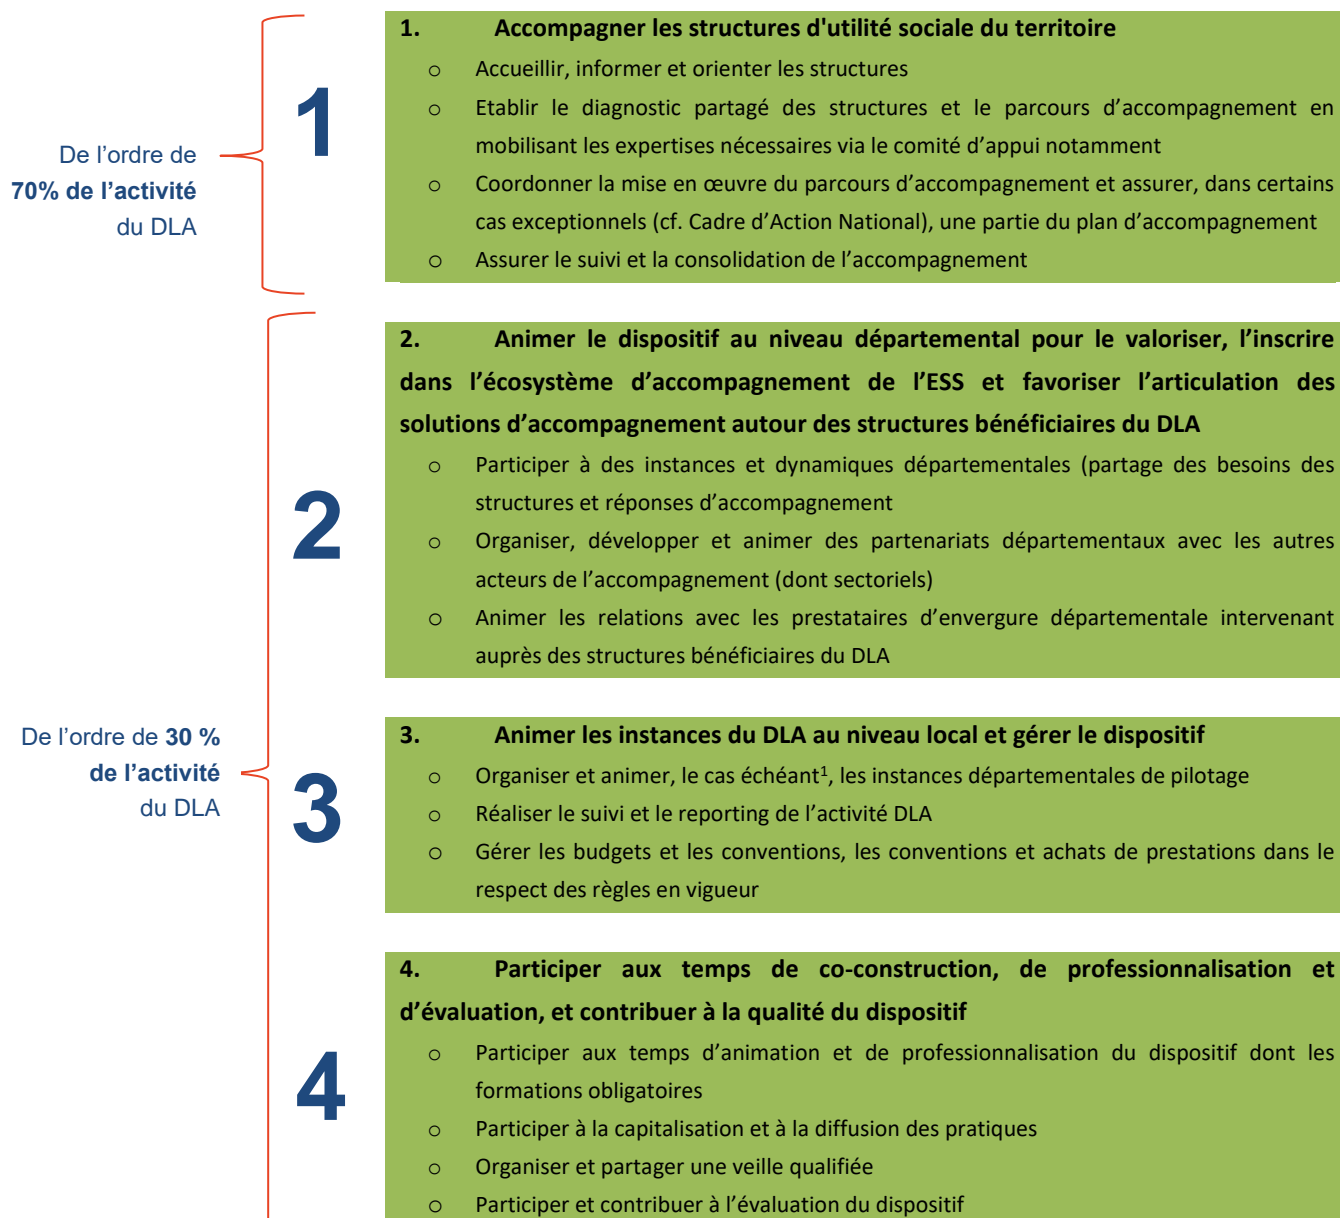 De l’ordre de
70% de l’activité
du DLA
1
1. Accompagner les structures d'utilité sociale du territoire
o Accueillir, informer et orienter les structures
o Etablir le diagnostic partagé des structures et le parcours d’accompagnement en
mobilisant les expertises nécessaires via le comité d’appui notamment
o Coordonner la mise en œuvre du parcours d’accompagnement et assurer, dans certains
cas exceptionnels (cf. Cadre d’Action National), une partie du plan d’accompagnement
o Assurer le suivi et la consolidation de l’accompagnement
De l’ordre de 30 %
de l’activité
du DLA
2
2. Animer le dispositif au niveau départemental pour le valoriser, l’inscrire
dans l’écosystème d’accompagnement de l’ESS et favoriser l’articulation des
solutions d’accompagnement autour des structures bénéficiaires du DLA
o Participer à des instances et dynamiques départementales (partage des besoins des
structures et réponses d’accompagnement
o Organiser, développer et animer des partenariats départementaux avec les autres
acteurs de l’accompagnement (dont sectoriels)
o Animer les relations avec les prestataires d’envergure départementale intervenant
auprès des structures bénéficiaires du DLA
3
3. Animer les instances du DLA au niveau local et gérer le dispositif
o Organiser et animer, le cas échéant¹, les instances départementales de pilotage
o Réaliser le suivi et le reporting de l’activité DLA
o Gérer les budgets et les conventions, les conventions et achats de prestations dans le
respect des règles en vigueur
4
4. Participer aux temps de co-construction, de professionnalisation et
d’évaluation, et contribuer à la qualité du dispositif
o Participer aux temps d’animation et de professionnalisation du dispositif dont les
formations obligatoires
o Participer à la capitalisation et à la diffusion des pratiques
o Organiser et partager une veille qualifiée
o Participer et contribuer à l’évaluation du dispositif